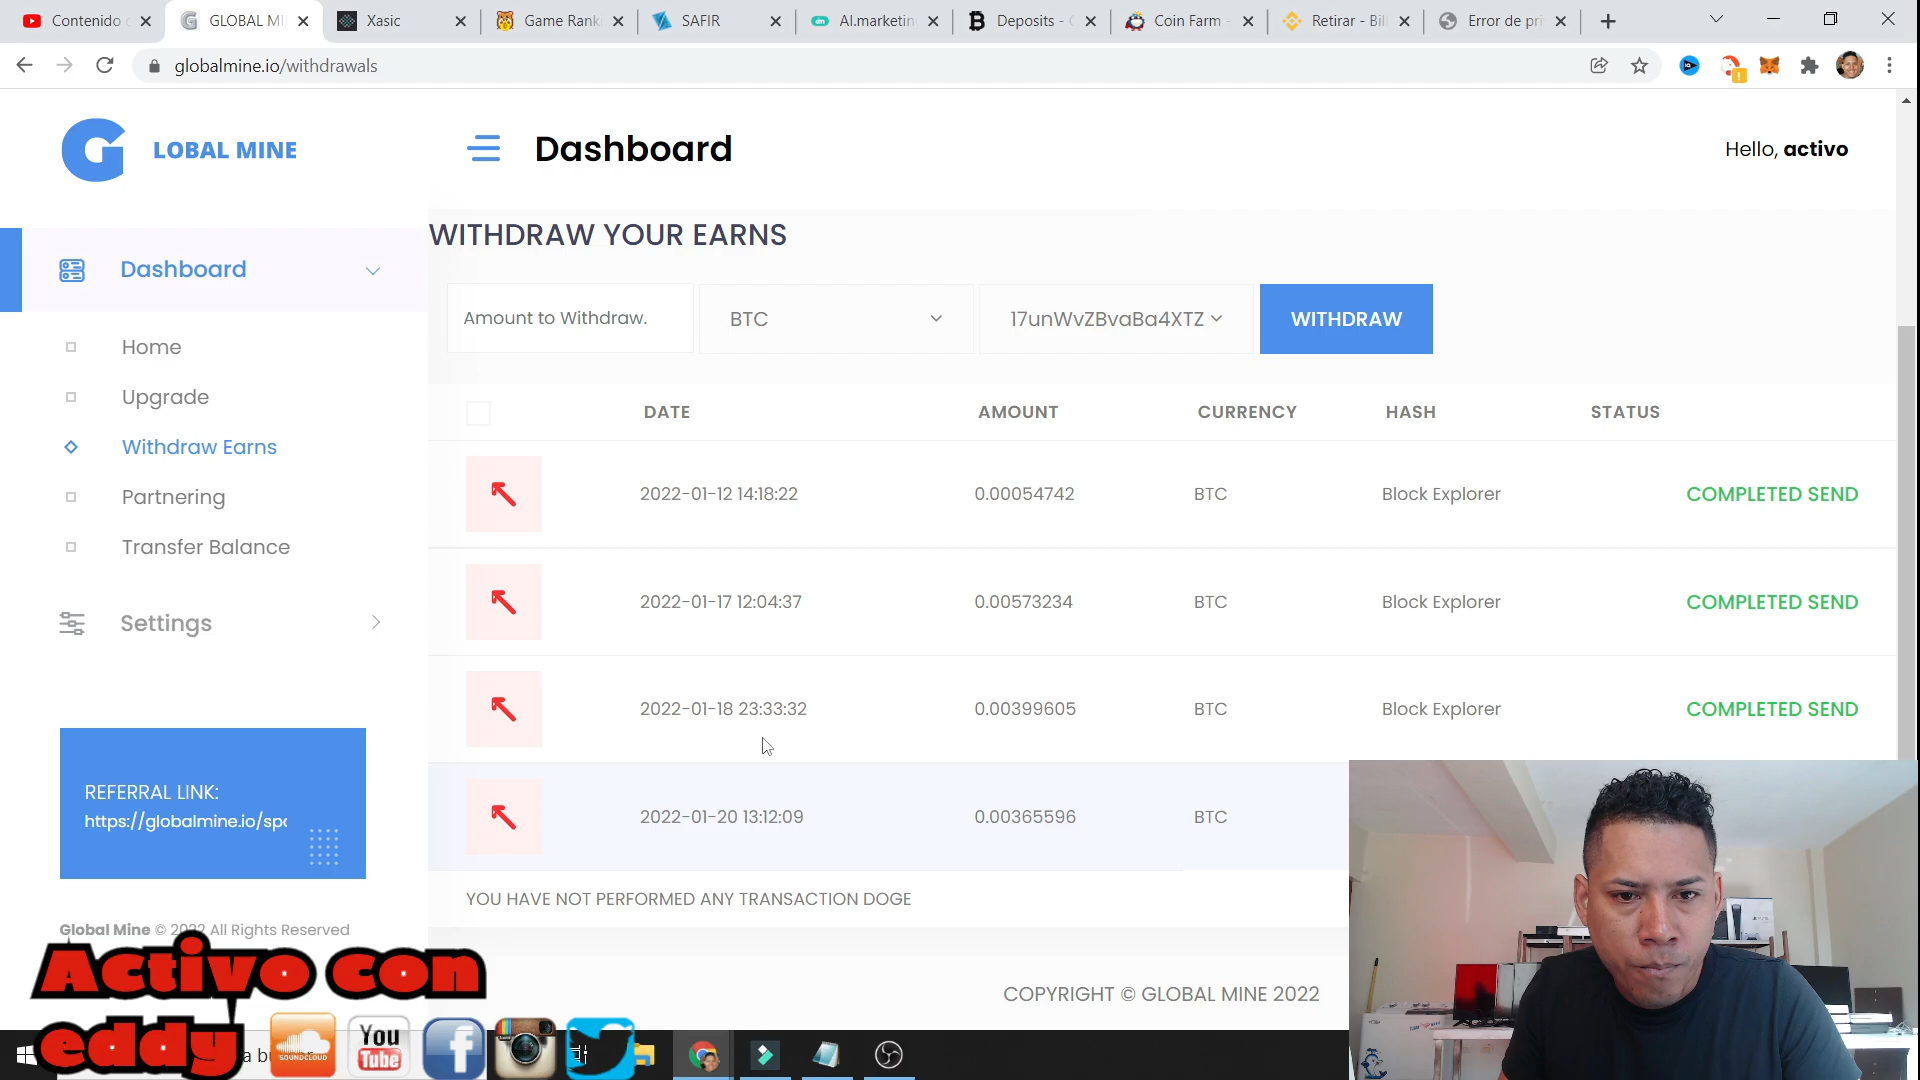 Contenido
GLOBAL MI
Xasic
Game Rank
SAFIR
AI.marketin
Deposits -
Coin Farm -
Retirar - Bi
Error de pri
globalmine.io/withdrawals
G LOBAL MINE
Dashboard
Hello, activo
Dashboard
Home
Upgrade
Withdraw Earns
Partnering
Transfer Balance
Settings
REFERRAL LINK:
https://globalmine.io/spo
Global Mine © 2022 All Rights Reserved
WITHDRAW YOUR EARNS
Amount to Withdraw. BTC 17unWvZBvaBa4XTZ WITHDRAW
DATE AMOUNT CURRENCY HASH STATUS
2022-01-12 14:18:22 0.00054742 BTC Block Explorer COMPLETED SEND
2022-01-17 12:04:37 0.00573234 BTC Block Explorer COMPLETED SEND
2022-01-18 23:33:32 0.00399605 BTC Block Explorer COMPLETED SEND
2022-01-20 13:12:09 0.00365596 BTC
YOU HAVE NOT PERFORMED ANY TRANSACTION DOGE
COPYRIGHT © GLOBAL MINE 2022
Activo con
eddy
SOUNDCLOUD
You
Tube